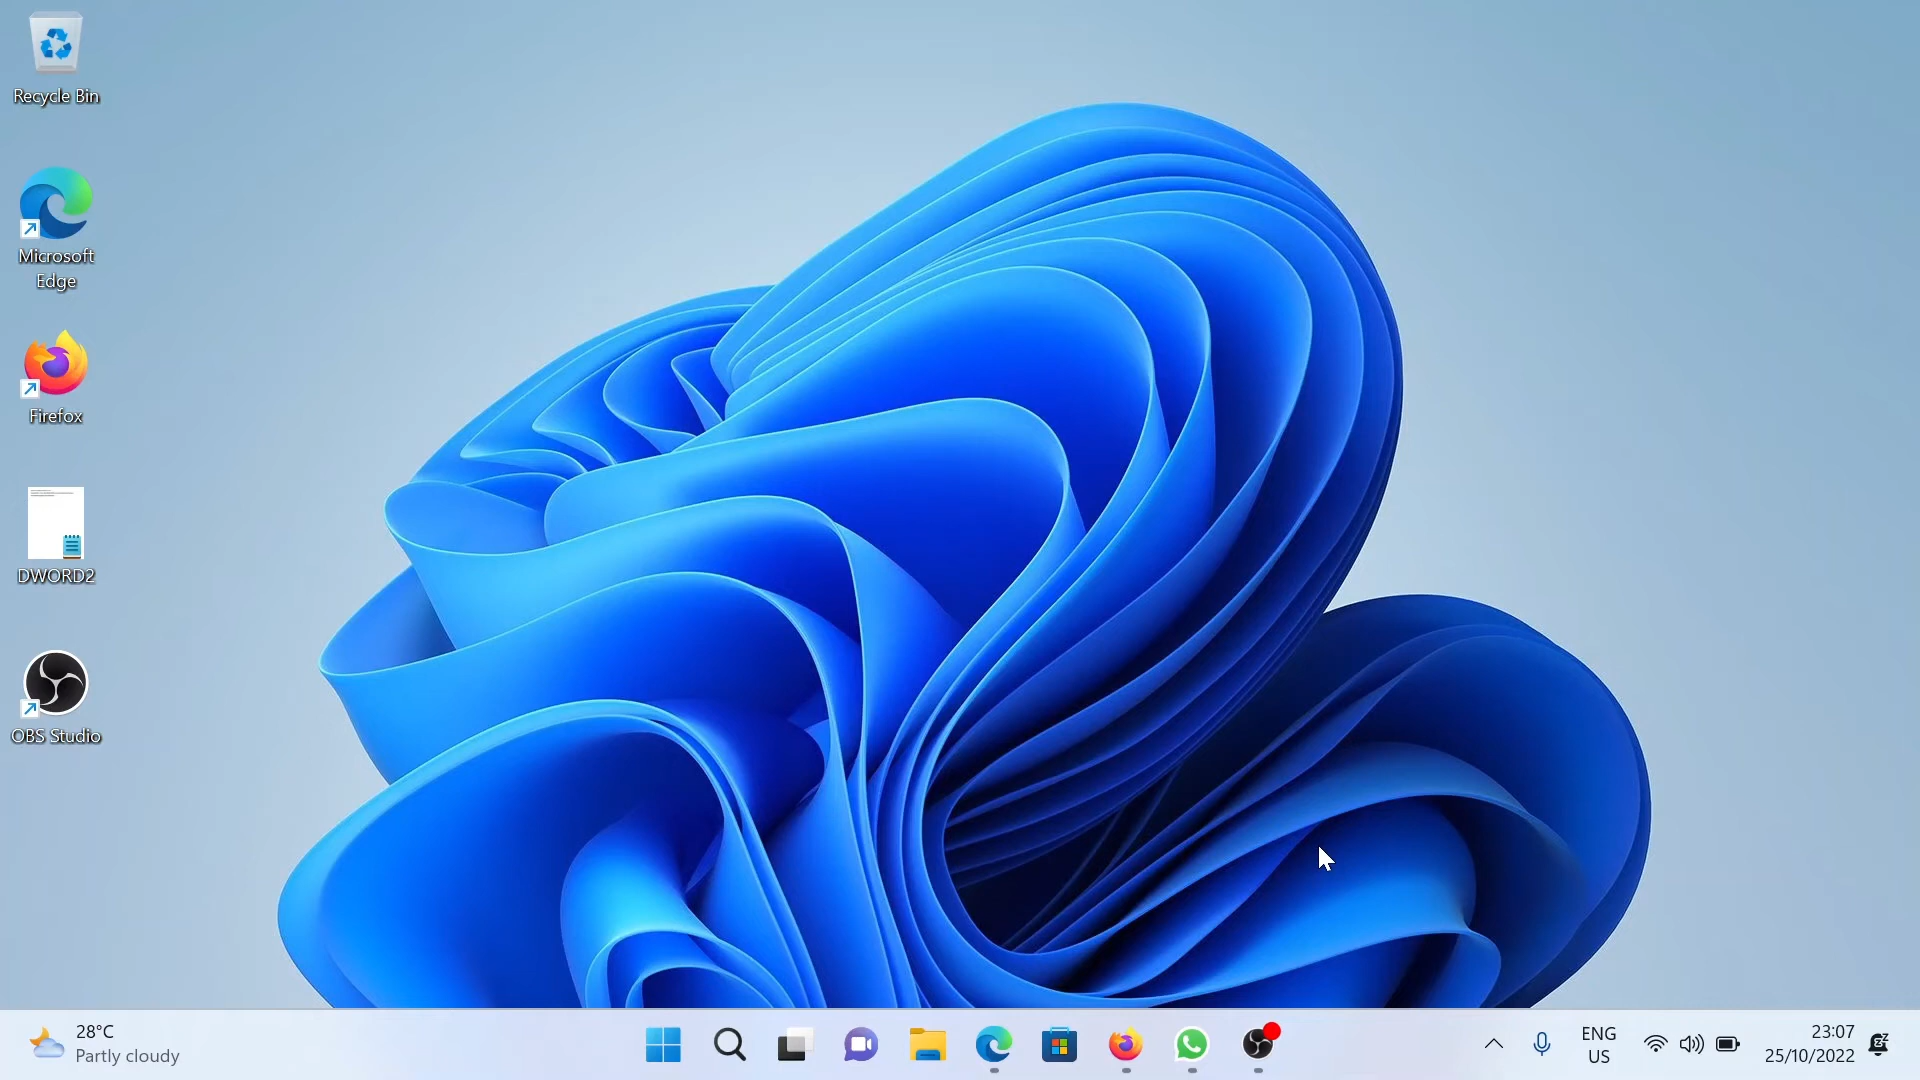 Recycle Bin
Microsoft
Edge
Firefox
DWORD2
OBS Studio
28°C
Partly cloudy
ENG
US
23:07
25/10/2022